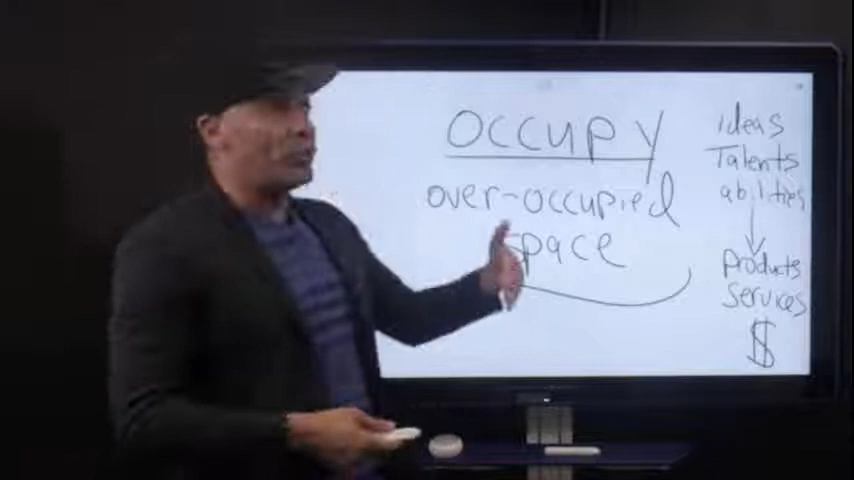 OCCUPY
over-occupied
space
ideas
Talents
abilities
products
services
$